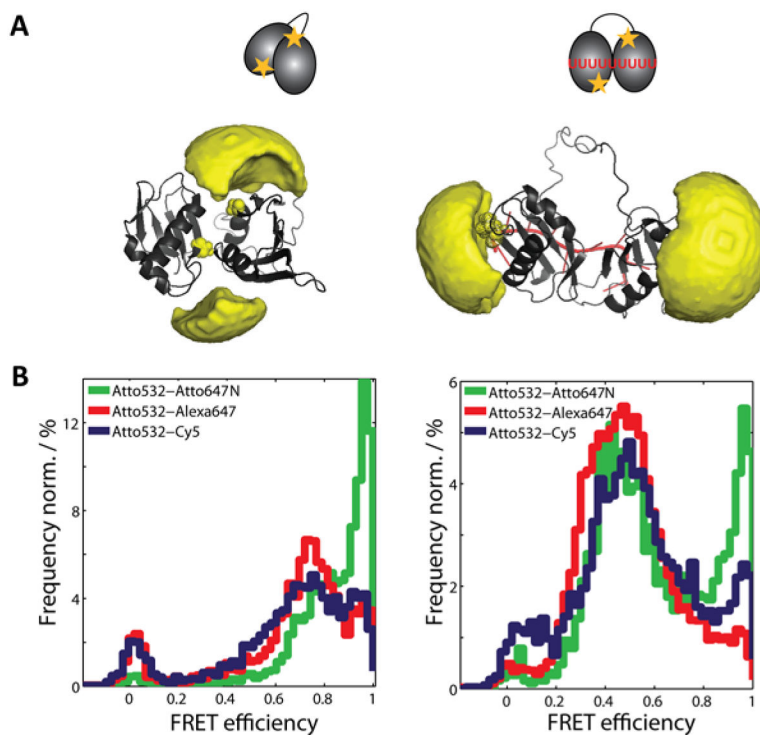 A
UUUUUUUUU
B
Atto532-Atto647N
Atto532-Alexa647
Atto532-Cy5
Frequency norm. / %
12
8
4
0
0 0.2 0.4 0.6 0.8 1
FRET efficiency
Atto532-Atto647N
Atto532-Alexa647
Atto532-Cy5
Frequency norm. / %
6
4
2
0
0 0.2 0.4 0.6 0.8 1
FRET efficiency